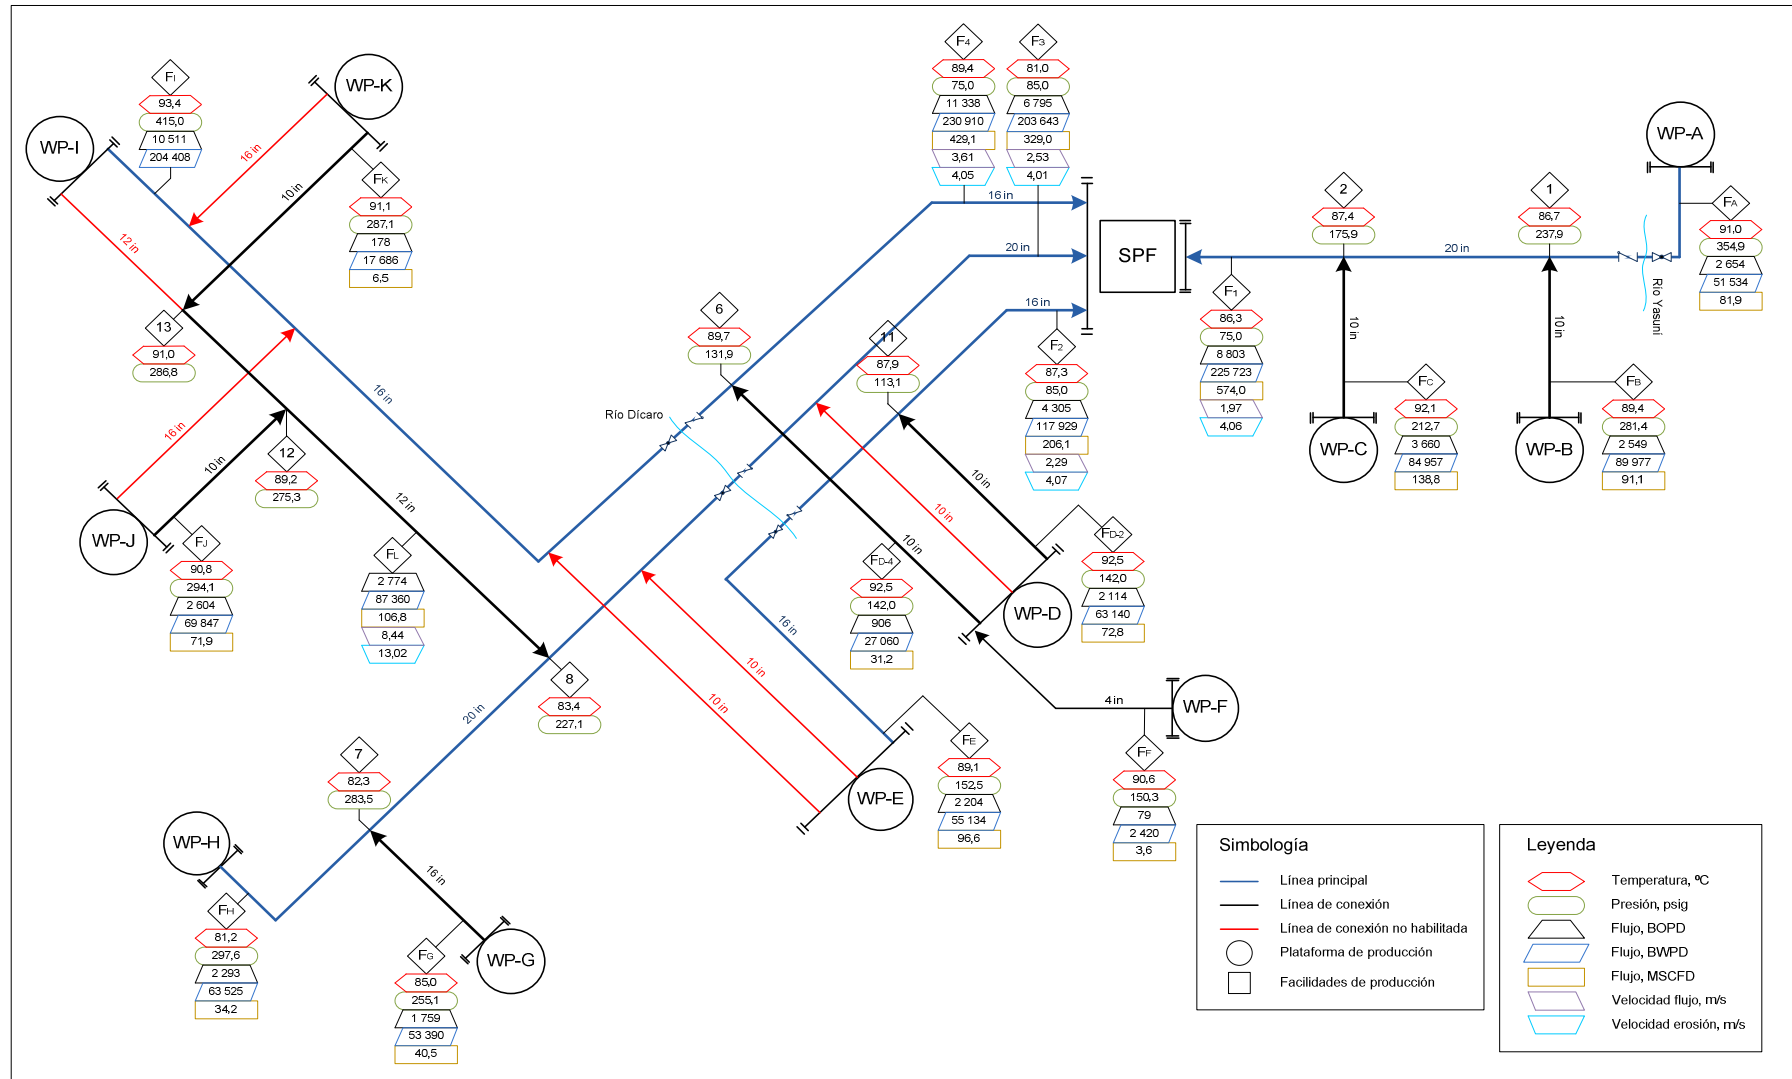 F4
89,4
75,0
11 338
230 910
429,1
3,61
4,05
F3
81,0
85,0
6 795
203 643
329,0
2,53
4,01
FI
93,4
415,0
10 511
204 408
WP-K
WP-I
16 in
10 in
FK
91,1
287,1
178
17 686
6,5
12 in
13
91,0
286,8
16 in
16 in
10 in
WP-J
12
89,2
275,3
FJ
90,8
294,1
2 604
69 847
71,9
12 in
FL
2 774
87 360
106,8
8,44
13,02
16 in
20 in
16 in
SPF
WP-A
FA
91,0
354,9
2 654
51 534
81,9
2
87,4
175,9
1
86,7
237,9
20 in
Río Yasuní
F1
86,3
75,0
8 803
225 723
574,0
1,97
4,06
10 in
10 in
FC
92,1
212,7
3 660
84 957
138,8
FB
89,4
281,4
2 549
89 977
91,1
WP-C
WP-B
6
89,7
131,9
11
87,9
113,1
F2
87,3
85,0
4 305
117 929
206,1
2,29
4,07
Río Dícaro
10 in
10 in
10 in
FD-4
92,5
142,0
906
27 060
31,2
FD-2
92,5
142,0
2 114
63 140
72,8
WP-D
16 in
10 in
10 in
8
83,4
227,1
20 in
7
82,3
283,5
4 in
WP-F
FF
90,6
150,3
79
2 420
3,6
FE
89,1
152,5
2 204
55 134
96,6
WP-E
WP-H
FH
81,2
297,6
2 293
63 525
34,2
16 in
WP-G
FG
85,0
255,1
1 759
53 390
40,5
Simbología
Línea principal
Línea de conexión
Línea de conexión no habilitada
Plataforma de producción
Facilidades de producción
Leyenda
Temperatura, ºC
Presión, psig
Flujo, BOPD
Flujo, BWPD
Flujo, MSCFD
Velocidad flujo, m/s
Velocidad erosión, m/s